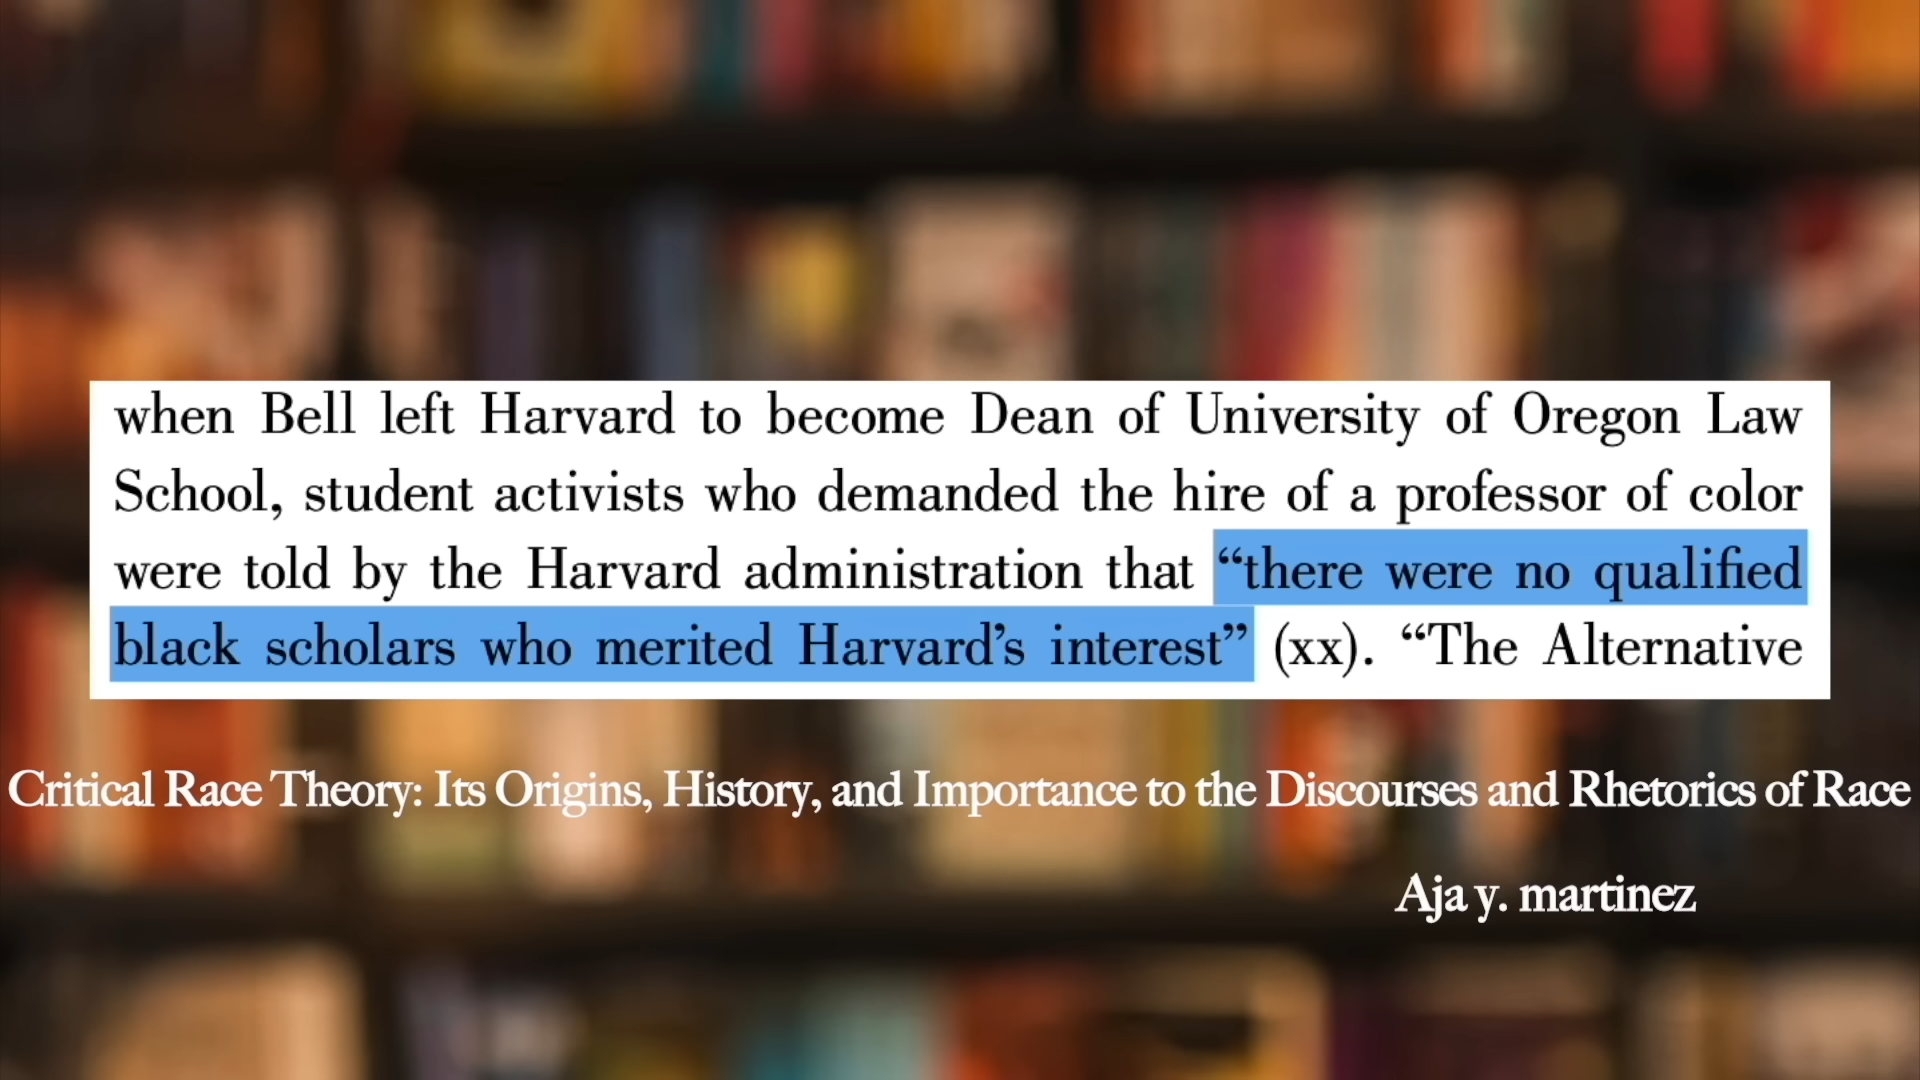 when Bell left Harvard to become Dean of University of Oregon Law
School, student activists who demanded the hire of a professor of color
were told by the Harvard administration that “there were no qualified
black scholars who merited Harvard’s interest” (xx). “The Alternative
Critical Race Theory: Its Origins, History, and Importance to the Discourses and Rhetorics of Race
Aja y. martinez